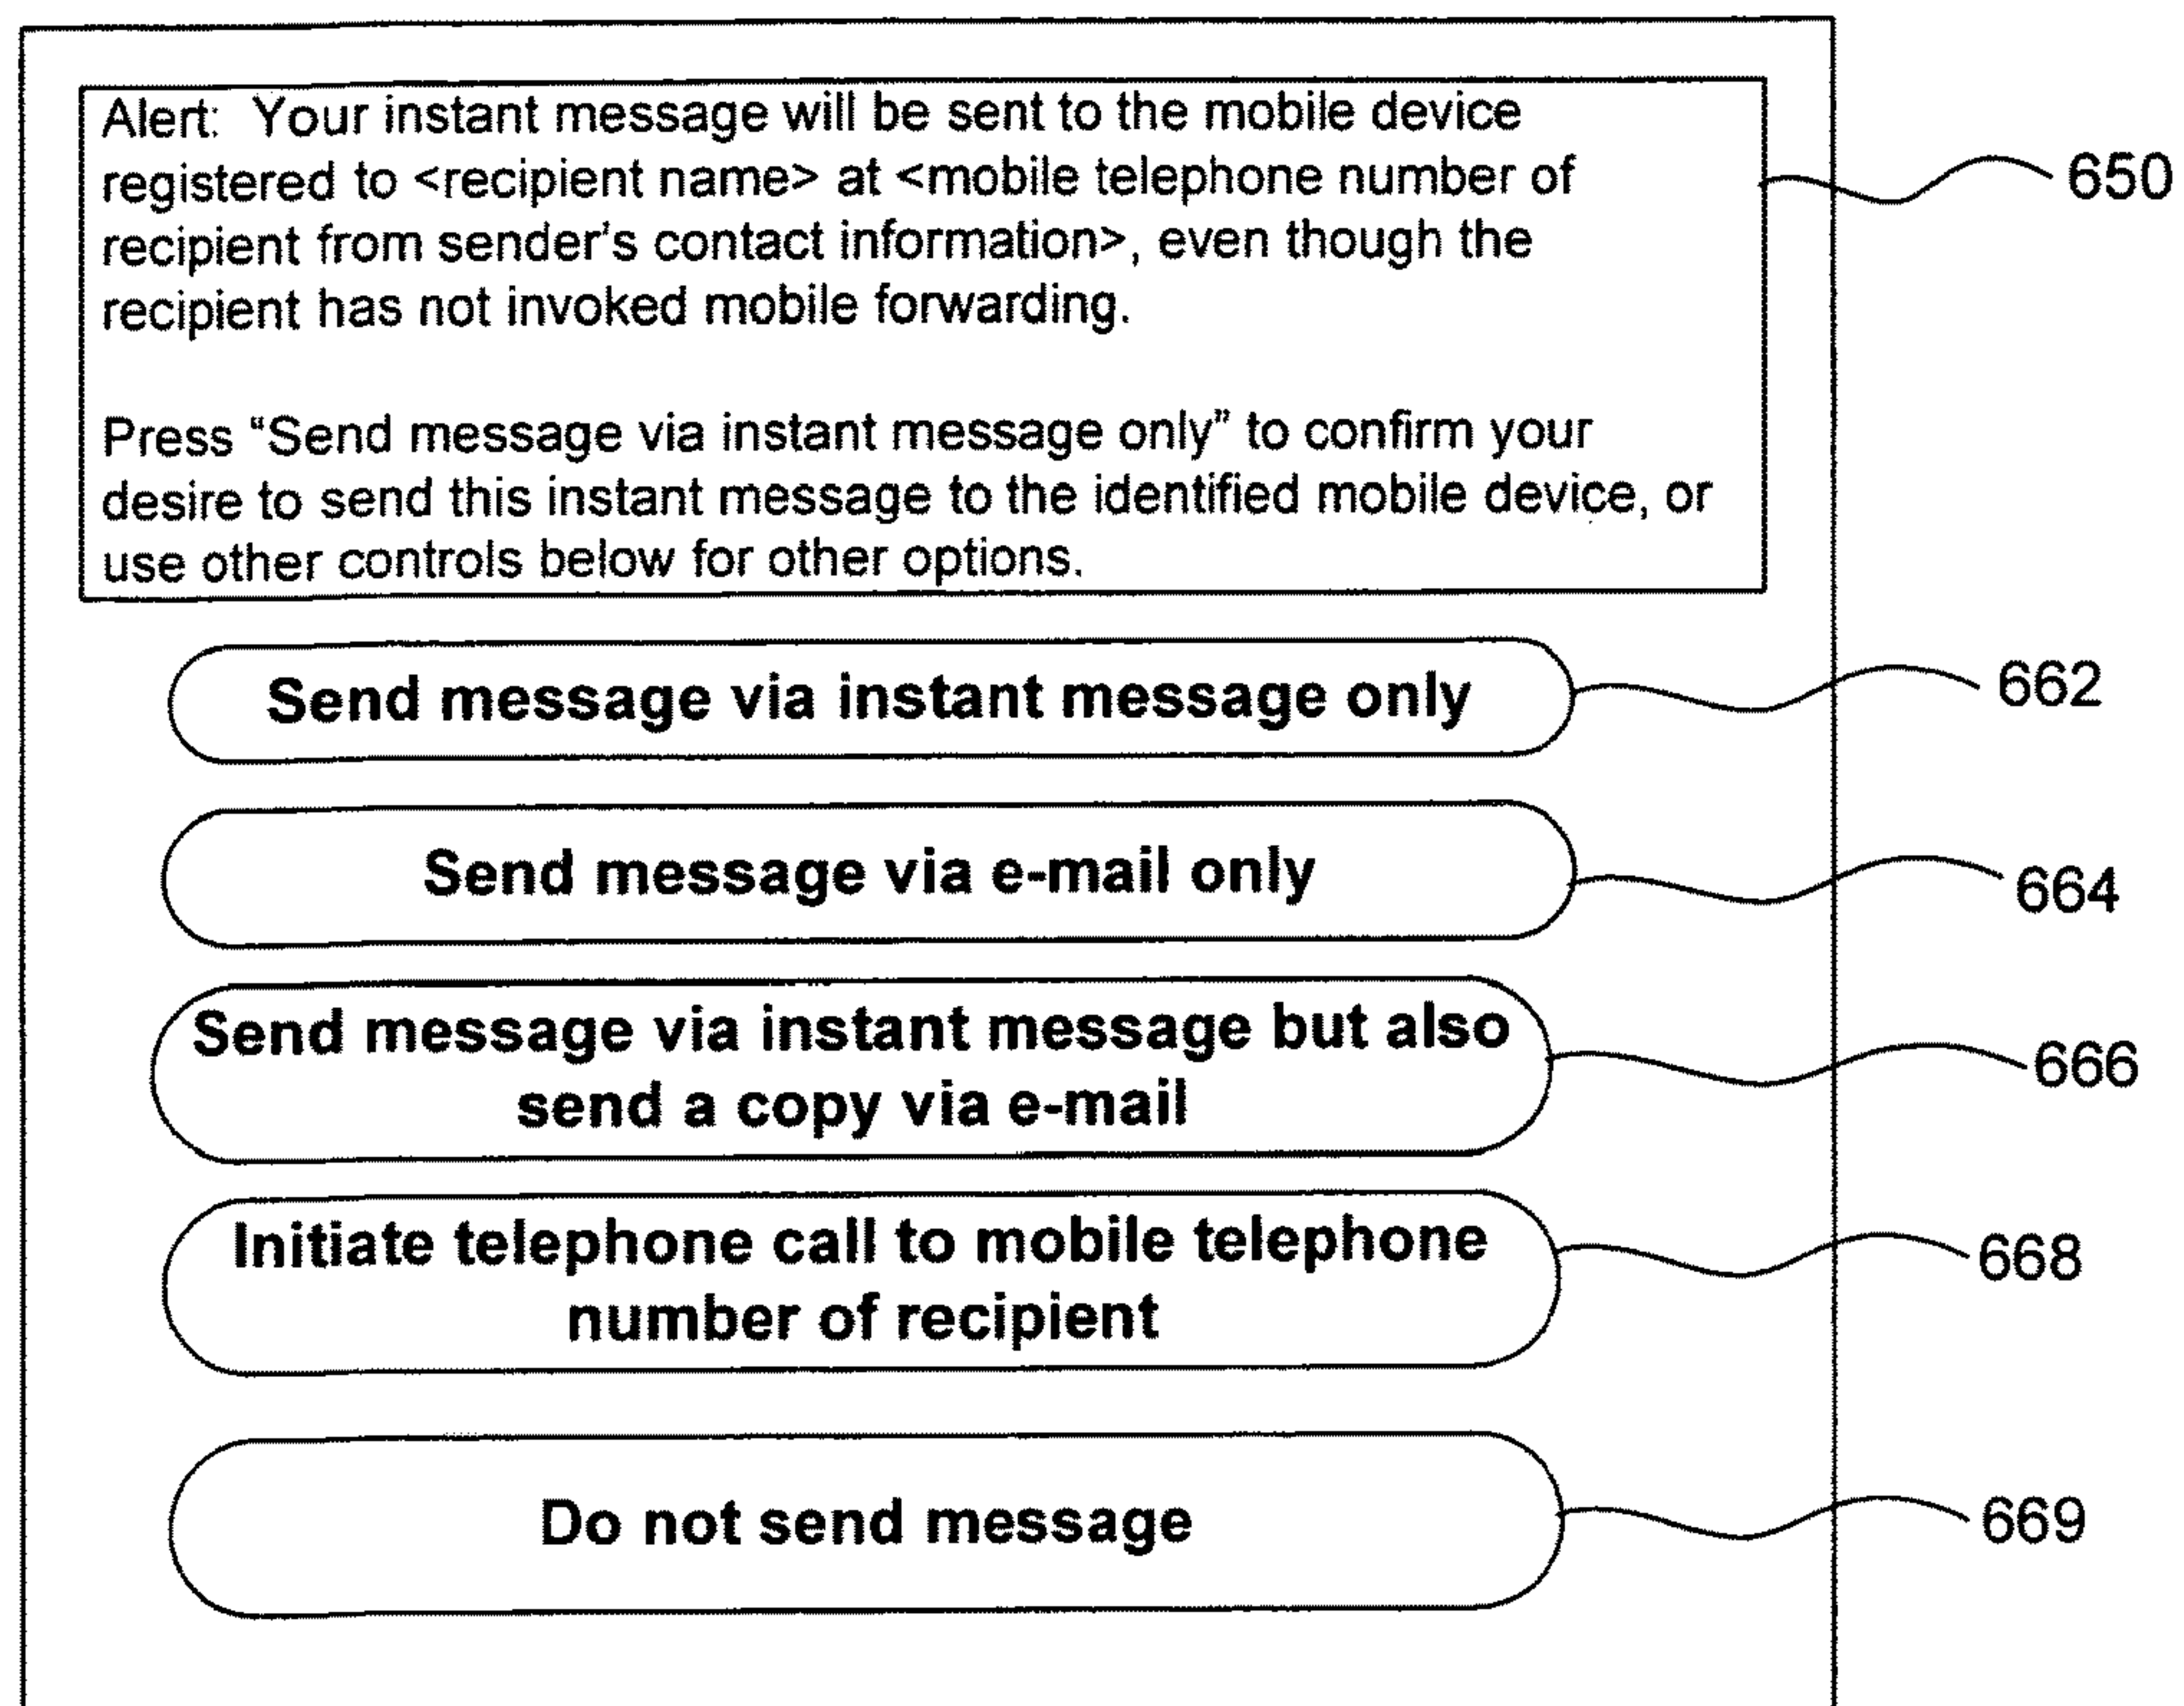 Alert: Your instant message will be sent to the mobile device
registered to <recipient name> at <mobile telephone number of
recipient from sender's contact information>, even though the
recipient has not invoked mobile forwarding.
650
Press “Send message via instant message only” to confirm your
desire to send this instant message to the identified mobile device, or
use other controls below for other options.
Send message via instant message only
662
Send message via e-mail only
664
Send message via instant message but also
send a copy via e-mail
666
Initiate telephone call to mobile telephone
number of recipient
668
Do not send message
669